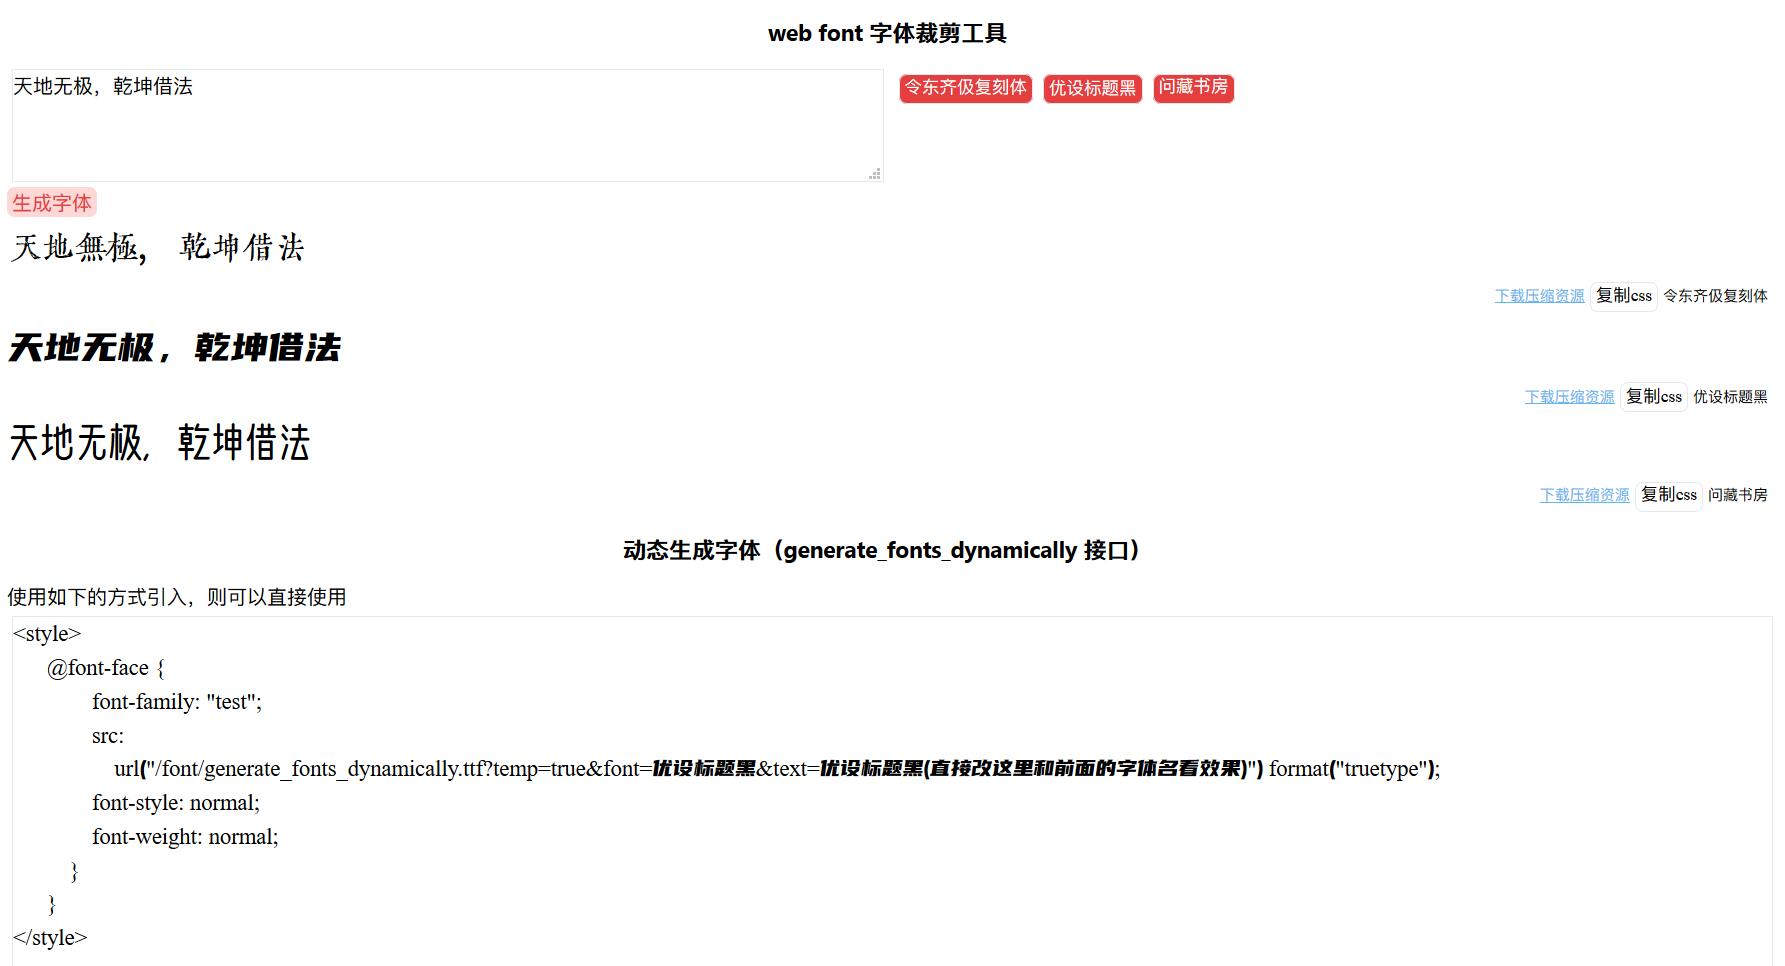 web font 字体裁剪工具
天地无极，乾坤借法
令东齐伋复刻体 优设标题黑 问藏书房
生成字体
天地無極，乾坤借法
下载压缩资源 复制css 令东齐伋复刻体
天地无极，乾坤借法
下载压缩资源 复制css 优设标题黑
天地无极，乾坤借法
下载压缩资源 复制css 问藏书房
动态生成字体（generate_fonts_dynamically 接口）
使用如下的方式引入，则可以直接使用
<style>
@font-face {
font-family: "test";
src:
url("/font/generate_fonts_dynamically.ttf?temp=true&font=优设标题黑&text=优设标题黑(直接改这里和前面的字体名看效果)") format("truetype");
font-style: normal;
font-weight: normal;
}
}
</style>